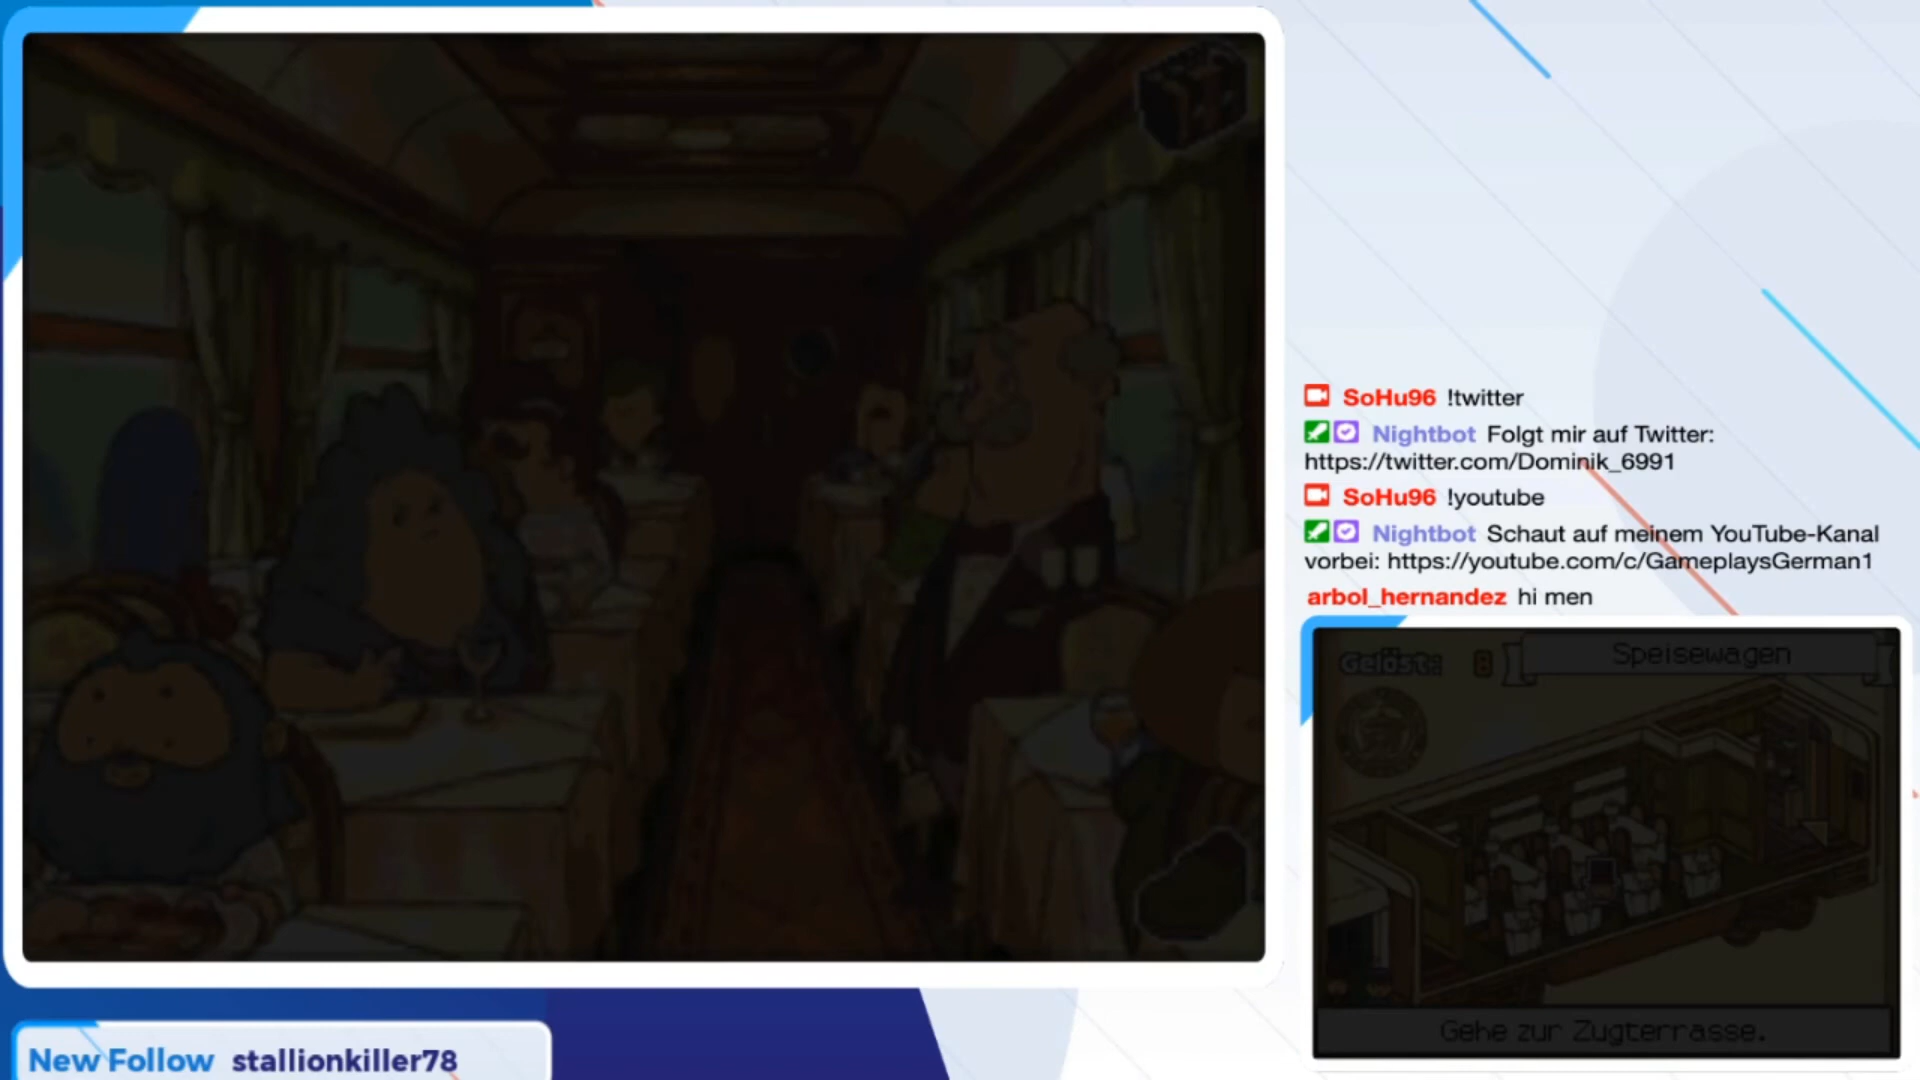 SoHu96 !twitter
Nightbot Folgt mir auf Twitter:
https://twitter.com/Dominik_6991
SoHu96 !youtube
Nightbot Schaut auf meinem YouTube-Kanal
vorbei: https://youtube.com/c/GameplaysGerman1
arbol_hernandez hi men
Gelöst: 8
Speisewagen
Gehe zur Zugterrasse.
New Follow stallionkiller78